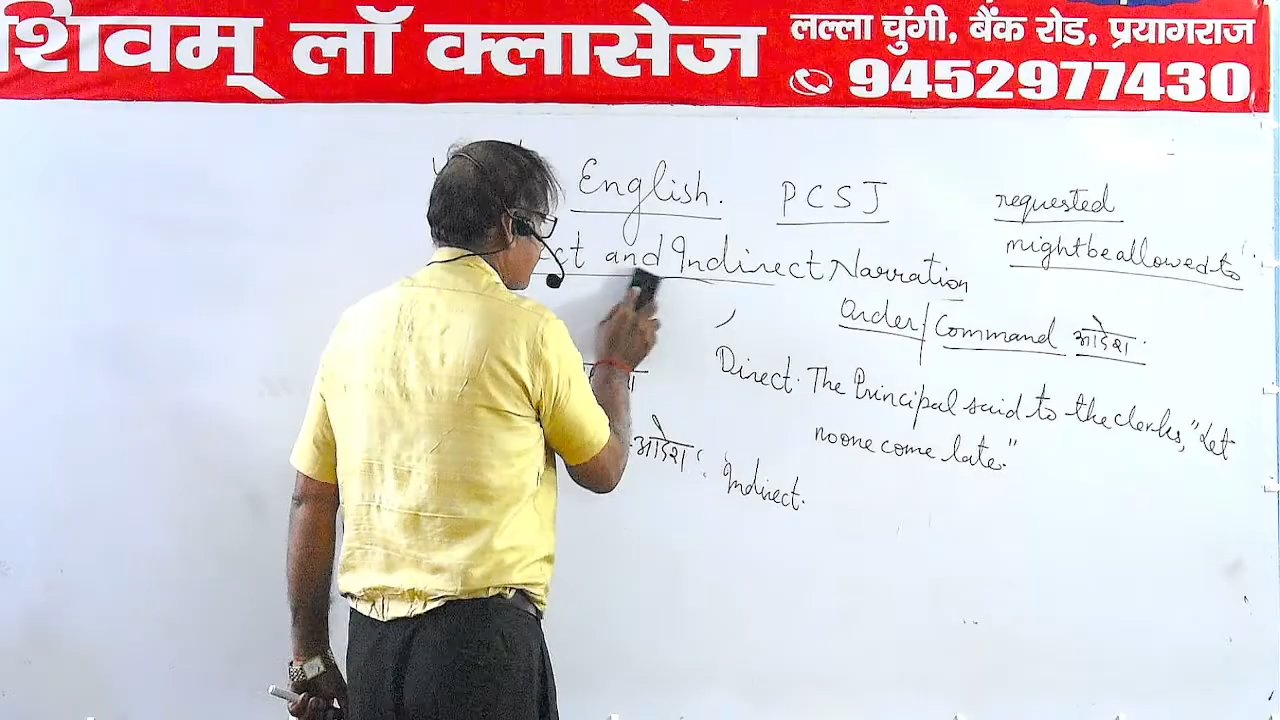 शिवम् लॉ क्लासेज
लल्ला चुंगी, बैंक रोड, प्रयागराज
9452977430
English. PCSJ
requested
might be allowed to
ct and Indirect Narration
Order/Command आदेश
Direct. The Principal said to the clerks, "Let
no one come late."
आदेश
Indirect.